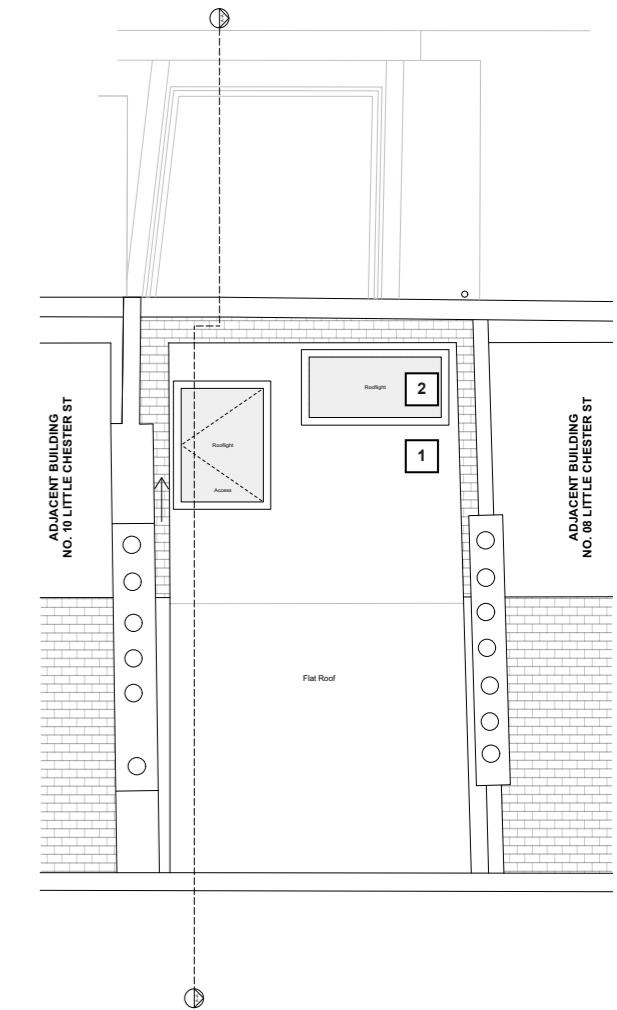 2
Rooflight
1
Rooflight
Access
ADJACENT BUILDING
NO. 10 LITTLE CHESTER ST
ADJACENT BUILDING
NO. 08 LITTLE CHESTER ST
Flat Roof